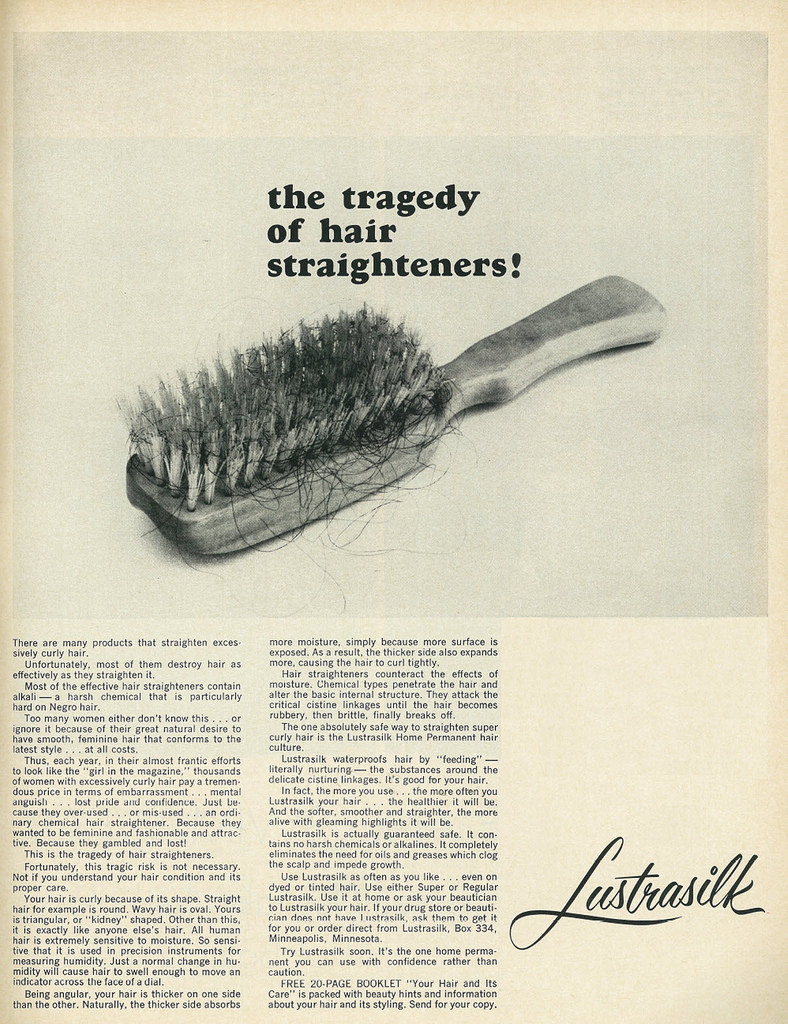 the tragedy
of hair
straighteners!
There are many products that straighten exces-
sively curly hair.
Unfortunately, most of them destroy hair as
effectively as they straighten it.
Most of the effective hair straighteners contain
alkali — a harsh chemical that is particularly
hard on Negro hair.
Too many women either don't know this . . . or
ignore it because of their great natural desire to
have smooth, feminine hair that conforms to the
latest style . . . at all costs.
Thus, each year, in their almost frantic efforts
to look like the "girl in the magazine," thousands
of women with excessively curly hair pay a tremen-
dous price in terms of embarrassment . . . mental
anguish . . . lost pride and confidence. Just be-
cause they over-used . . . or mis-used . . . an ordi-
nary chemical hair straightener. Because they
wanted to be feminine and fashionable and attrac-
tive. Because they gambled and lost!
This is the tragedy of hair straighteners.
Fortunately, this tragic risk is not necessary.
Not if you understand your hair condition and its
proper care.
Your hair is curly because of its shape. Straight
hair for example is round. Wavy hair is oval. Yours
is triangular, or "kidney" shaped. Other than this,
it is exactly like anyone else's hair. All human
hair is extremely sensitive to moisture. So sensi-
tive that it is used in precision instruments for
measuring humidity. Just a normal change in hu-
midity will cause hair to swell enough to move an
indicator across the face of a dial.
Being angular, your hair is thicker on one side
than the other. Naturally, the thicker side absorbs
more moisture, simply because more surface is
exposed. As a result, the thicker side also expands
more, causing the hair to curl tightly.
Hair straighteners counteract the effects of
moisture. Chemical types penetrate the hair and
alter the basic internal structure. They attack the
critical cistine linkages until the hair becomes
rubbery, then brittle, finally breaks off.
The one absolutely safe way to straighten super
curly hair is the Lustrasilk Home Permanent hair
culture.
Lustrasilk waterproofs hair by "feeding" —
literally nurturing — the substances around the
delicate cistine linkages. It's good for your hair.
In fact, the more you use . . . the more often you
Lustrasilk your hair . . . the healthier it will be.
And the softer, smoother and straighter, the more
alive with gleaming highlights it will be.
Lustrasilk is actually guaranteed safe. It con-
tains no harsh chemicals or alkalines. It completely
eliminates the need for oils and greases which clog
the scalp and impede growth.
Use Lustrasilk as often as you like . . . even on
dyed or tinted hair. Use either Super or Regular
Lustrasilk. Use it at home or ask your beautician
to Lustrasilk your hair. If your drug store or beauti-
cian does not have Lustrasilk, ask them to get it
for you or order direct from Lustrasilk, Box 334,
Minneapolis, Minnesota.
Try Lustrasilk soon. It's the one home perma-
nent you can use with confidence rather than
caution.
FREE 20-PAGE BOOKLET "Your Hair and Its
Care" is packed with beauty hints and information
about your hair and its styling. Send for your copy.
Lustrasilk